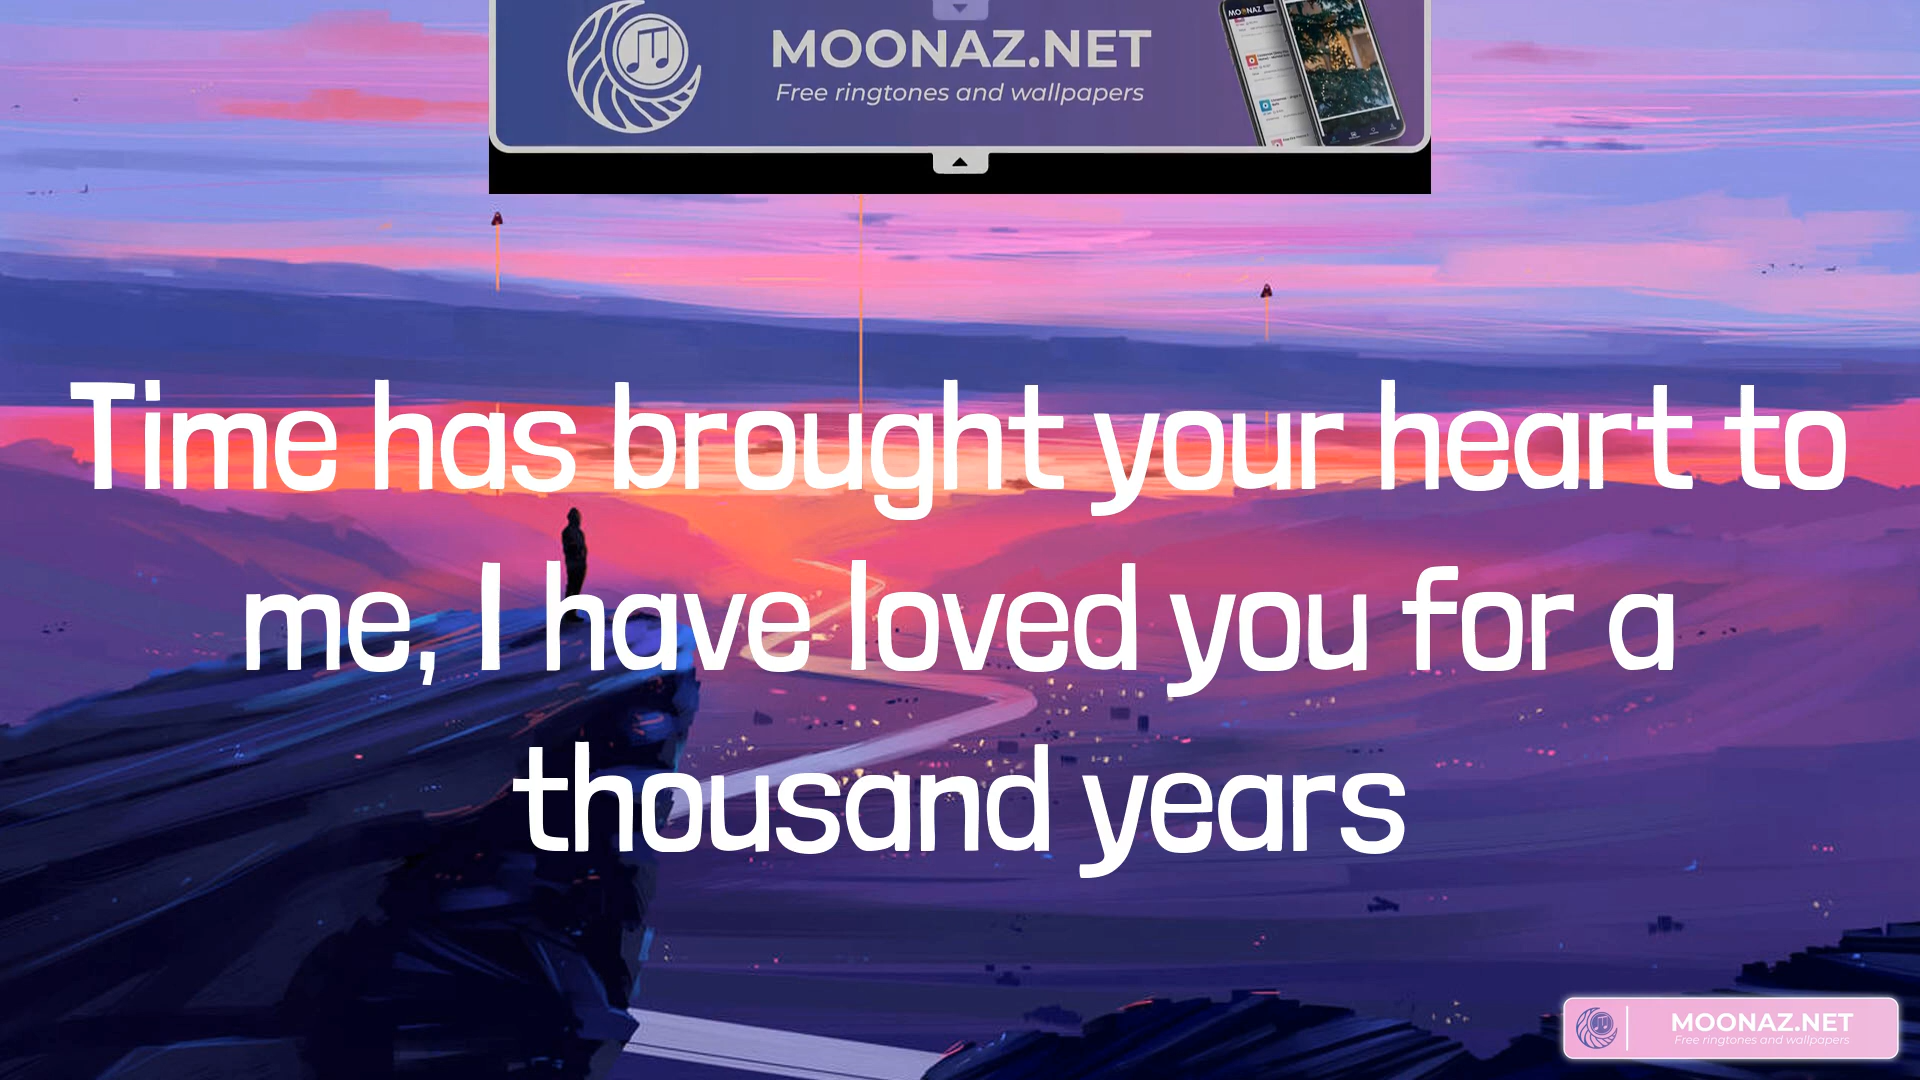 MOONAZ.NET
Free ringtones and wallpapers
Time has brought your heart to
me, I have loved you for a
thousand years
MOONAZ.NET
Free ringtones and wallpapers